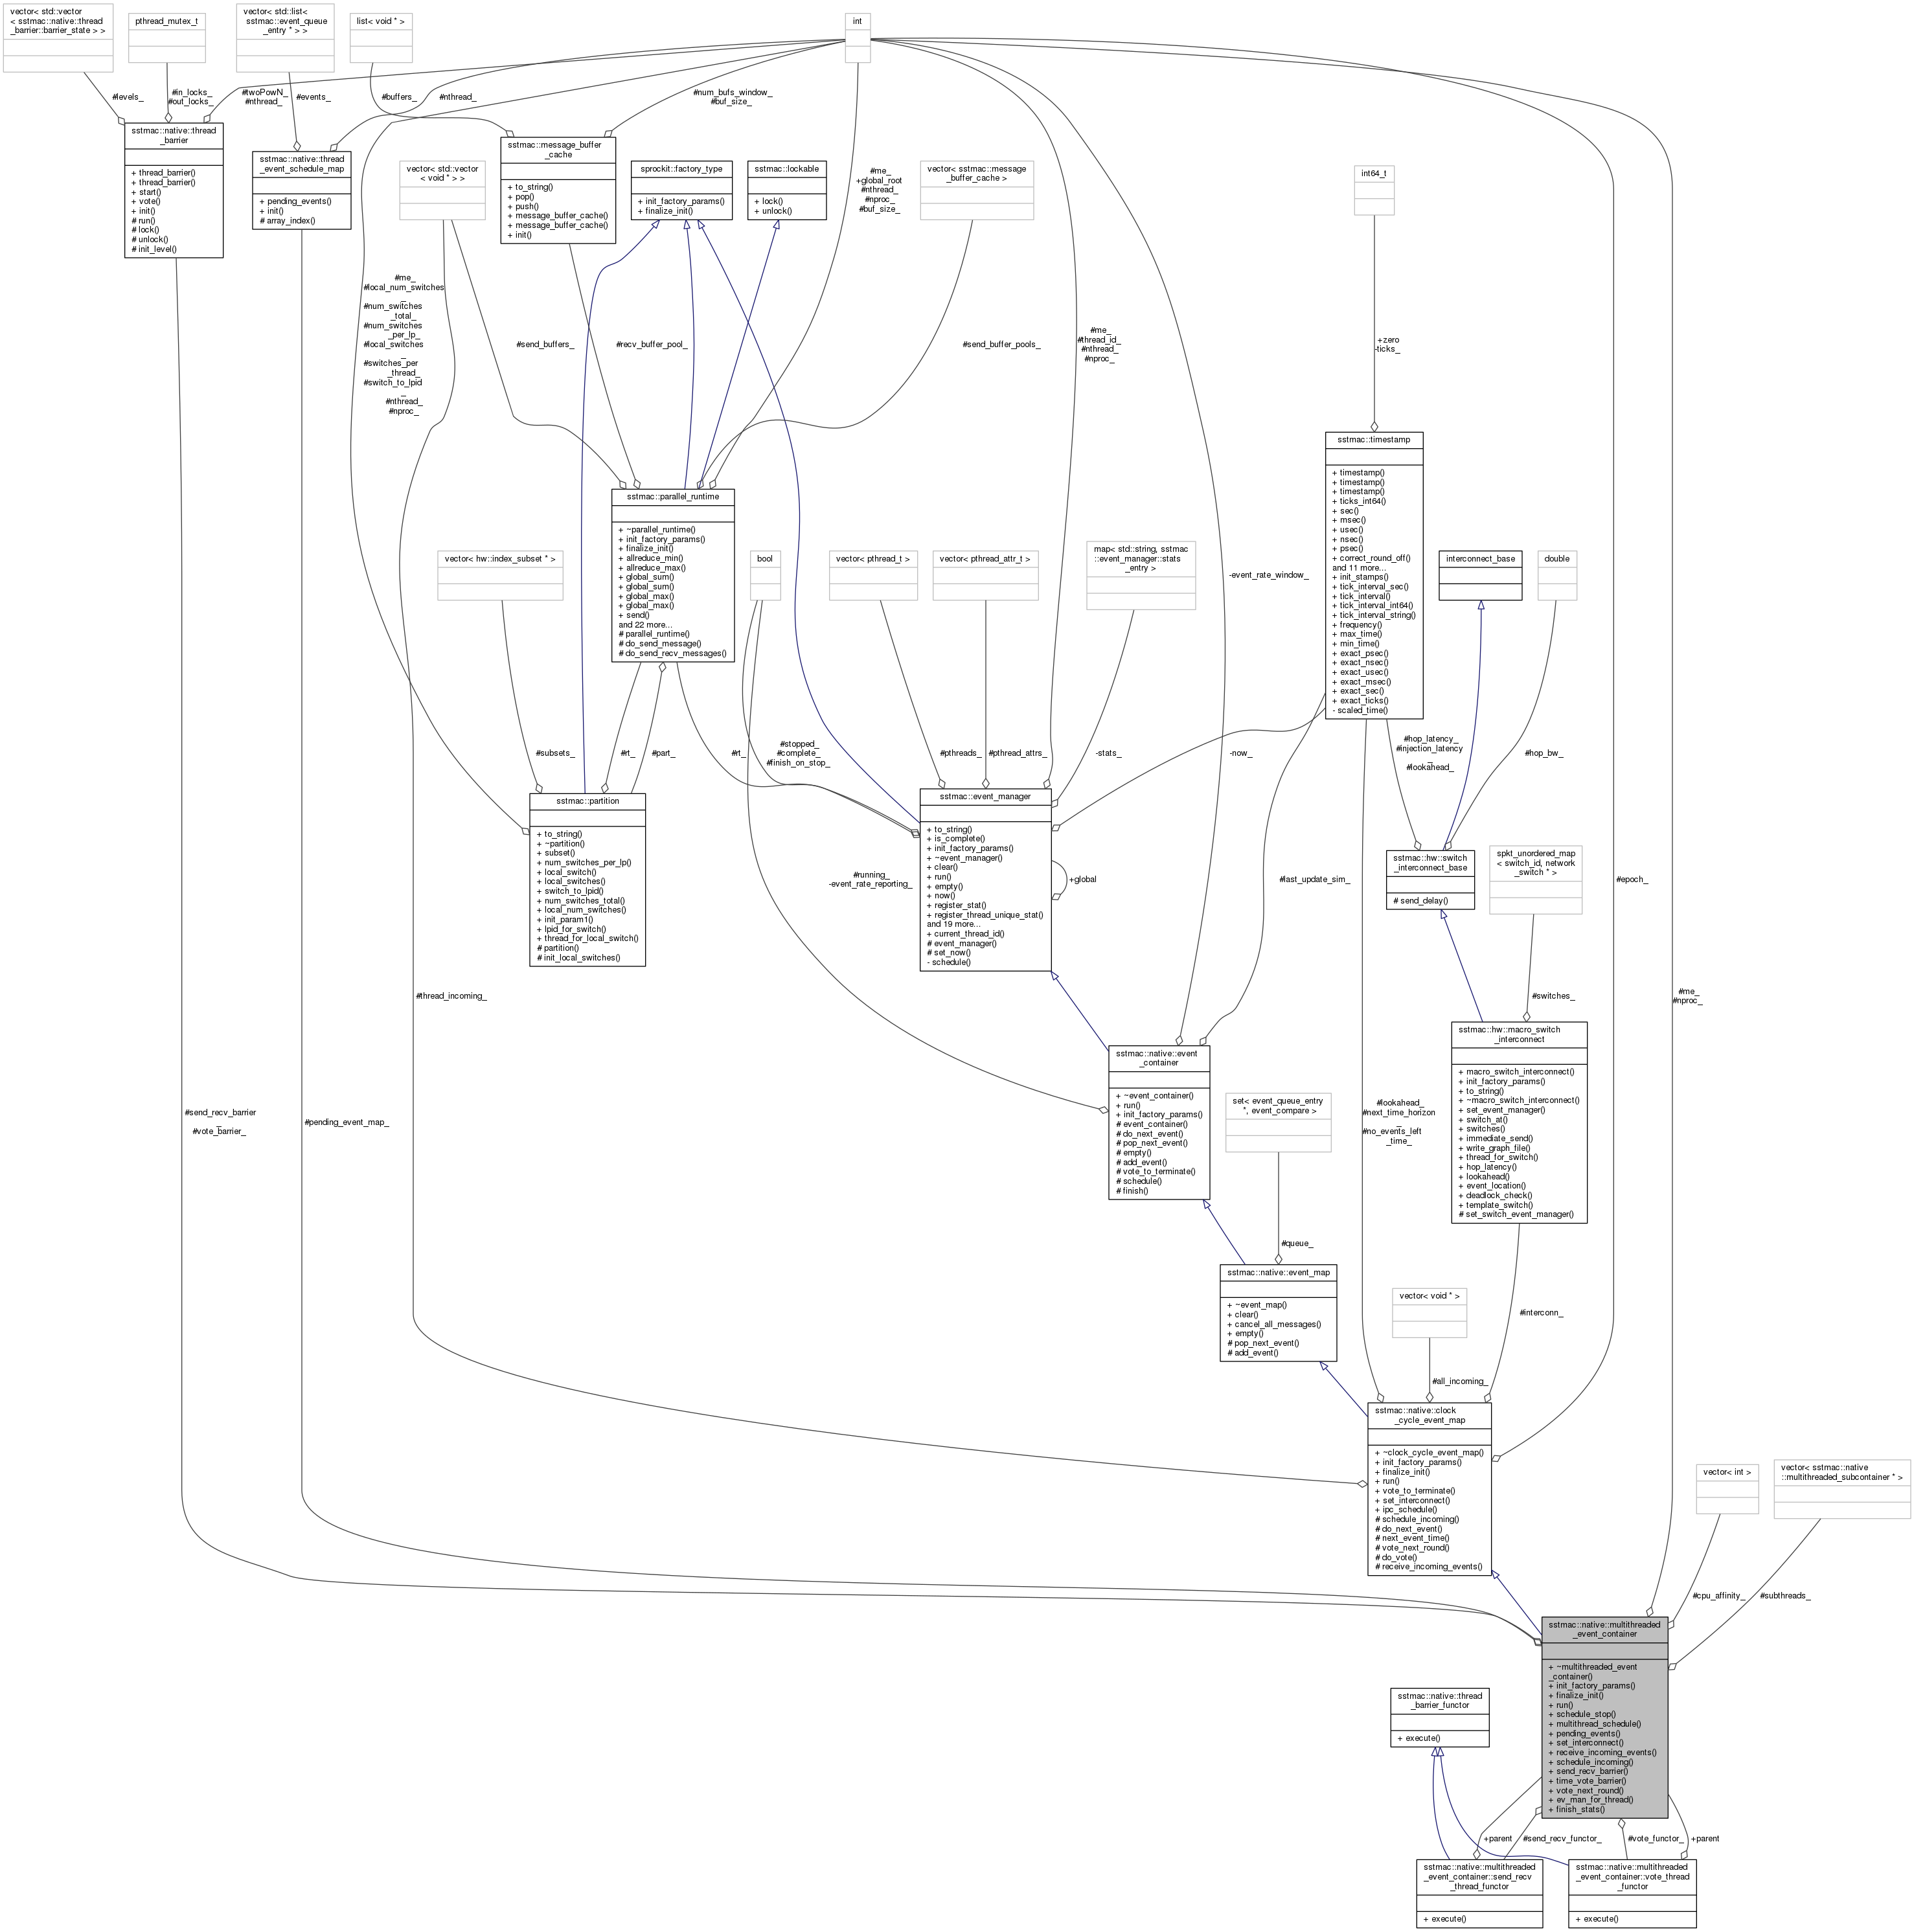 vector< std::vector
< sstmac::native::thread
_barrier::barrier_state > >
pthread_mutex_t
vector< std::list<
sstmac::event_queue
_entry * > >
list< void * >
int
#levels_
#in_locks_
#out_locks_
#twoPowN_
#nthread_
#events_
#buffers_
#nthread_
#num_bufs_window_
#buf_size_
sstmac::native::thread
_barrier
+ thread_barrier()
+ thread_barrier()
+ start()
+ vote()
+ init()
# run()
# lock()
# unlock()
# init_level()
sstmac::native::thread
_event_schedule_map
+ pending_events()
+ init()
# array_index()
vector< std::vector
< void * > >
sstmac::message_buffer
_cache
+ to_string()
+ pop()
+ push()
+ message_buffer_cache()
+ message_buffer_cache()
+ init()
sprockit::factory_type
+ init_factory_params()
+ finalize_init()
sstmac::lockable
+ lock()
+ unlock()
#me_
+global_root
#nthread_
#nproc_
#buf_size_
vector< sstmac::message
_buffer_cache >
int64_t
#me_
#local_num_switches
_
#num_switches
_total_
#num_switches
_per_lp_
#local_switches
_
#switches_per
_thread_
#switch_to_lpid
_
#nthread_
#nproc_
#send_buffers_
#recv_buffer_pool_
#send_buffer_pools_
#me_
#thread_id_
#nthread_
#nproc_
+zero
-ticks_
sstmac::timestamp
+ timestamp()
+ timestamp()
+ timestamp()
+ ticks_int64()
+ sec()
+ msec()
+ usec()
+ nsec()
+ psec()
+ correct_round_off()
and 11 more...
+ init_stamps()
+ tick_interval_sec()
+ tick_interval()
+ tick_interval_int64()
+ tick_interval_string()
+ frequency()
+ max_time()
+ min_time()
+ exact_psec()
+ exact_nsec()
+ exact_usec()
+ exact_msec()
+ exact_sec()
+ exact_ticks()
- scaled_time()
sstmac::parallel_runtime
+ ~parallel_runtime()
+ init_factory_params()
+ finalize_init()
+ allreduce_min()
+ allreduce_max()
+ global_sum()
+ global_sum()
+ global_max()
+ global_max()
+ send()
and 22 more...
# parallel_runtime()
# do_send_message()
# do_send_recv_messages()
vector< hw::index_subset * >
bool
vector< pthread_t >
vector< pthread_attr_t >
map< std::string, sstmac
::event_manager::stats
_entry >
-event_rate_window_
interconnect_base
double
#subsets_
#rt_
#part_
#rt_
#stopped_
#complete_
#finish_on_stop_
#pthreads_
#pthread_attrs_
-stats_
-now_
#hop_latency_
#injection_latency
_
#lookahead_
#hop_bw_
sstmac::partition
+ to_string()
+ ~partition()
+ subset()
+ num_switches_per_lp()
+ local_switch()
+ local_switches()
+ switch_to_lpid()
+ num_switches_total()
+ local_num_switches()
+ init_param1()
+ lpid_for_switch()
+ thread_for_local_switch()
# partition()
# init_local_switches()
sstmac::event_manager
+ to_string()
+ is_complete()
+ init_factory_params()
+ ~event_manager()
+ clear()
+ run()
+ empty()
+ now()
+ register_stat()
+ register_thread_unique_stat()
and 19 more...
+ current_thread_id()
# event_manager()
# set_now()
- schedule()
+global
#running_
-event_rate_reporting_
#last_update_sim_
sstmac::hw::switch
_interconnect_base
# send_delay()
spkt_unordered_map
< switch_id, network
_switch * >
#epoch_
#thread_incoming_
#switches_
#me_
#nproc_
sstmac::hw::macro_switch
_interconnect
+ macro_switch_interconnect()
+ init_factory_params()
+ to_string()
+ ~macro_switch_interconnect()
+ set_event_manager()
+ switch_at()
+ switches()
+ immediate_send()
+ write_graph_file()
+ thread_for_switch()
+ hop_latency()
+ lookahead()
+ event_location()
+ deadlock_check()
+ template_switch()
# set_switch_event_manager()
sstmac::native::event
_container
+ ~event_container()
+ run()
+ init_factory_params()
# event_container()
# do_next_event()
# pop_next_event()
# empty()
# add_event()
# vote_to_terminate()
# schedule()
# finish()
set< event_queue_entry
*, event_compare >
#send_recv_barrier
_
#vote_barrier_
#pending_event_map_
#lookahead_
#next_time_horizon
_
#no_events_left
_time_
#queue_
sstmac::native::event_map
+ ~event_map()
+ clear()
+ cancel_all_messages()
+ empty()
# pop_next_event()
# add_event()
vector< void * >
#interconn_
#all_incoming_
sstmac::native::clock
_cycle_event_map
+ ~clock_cycle_event_map()
+ init_factory_params()
+ finalize_init()
+ run()
+ vote_to_terminate()
+ set_interconnect()
+ ipc_schedule()
# schedule_incoming()
# do_next_event()
# next_event_time()
# vote_next_round()
# do_vote()
# receive_incoming_events()
vector< int >
vector< sstmac::native
::multithreaded_subcontainer * >
#cpu_affinity_
#subthreads_
sstmac::native::multithreaded
_event_container
+ ~multithreaded_event
_container()
+ init_factory_params()
+ finalize_init()
+ run()
+ schedule_stop()
+ multithread_schedule()
+ pending_events()
+ set_interconnect()
+ receive_incoming_events()
+ schedule_incoming()
+ send_recv_barrier()
+ time_vote_barrier()
+ vote_next_round()
+ ev_man_for_thread()
+ finish_stats()
sstmac::native::thread
_barrier_functor
+ execute()
+parent
#send_recv_functor_
#vote_functor_
+parent
sstmac::native::multithreaded
_event_container::send_recv
_thread_functor
+ execute()
sstmac::native::multithreaded
_event_container::vote_thread
_functor
+ execute()